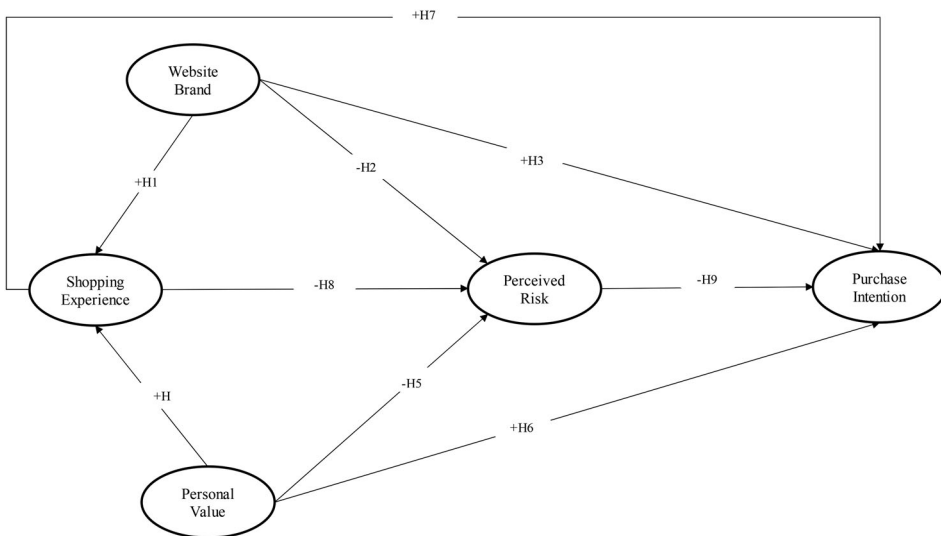 +H7
Website
Brand
-H2
+H3
+H1
Shopping
Experience
-H8
Perceived
Risk
-H9
Purchase
Intention
+H
-H5
+H6
Personal
Value